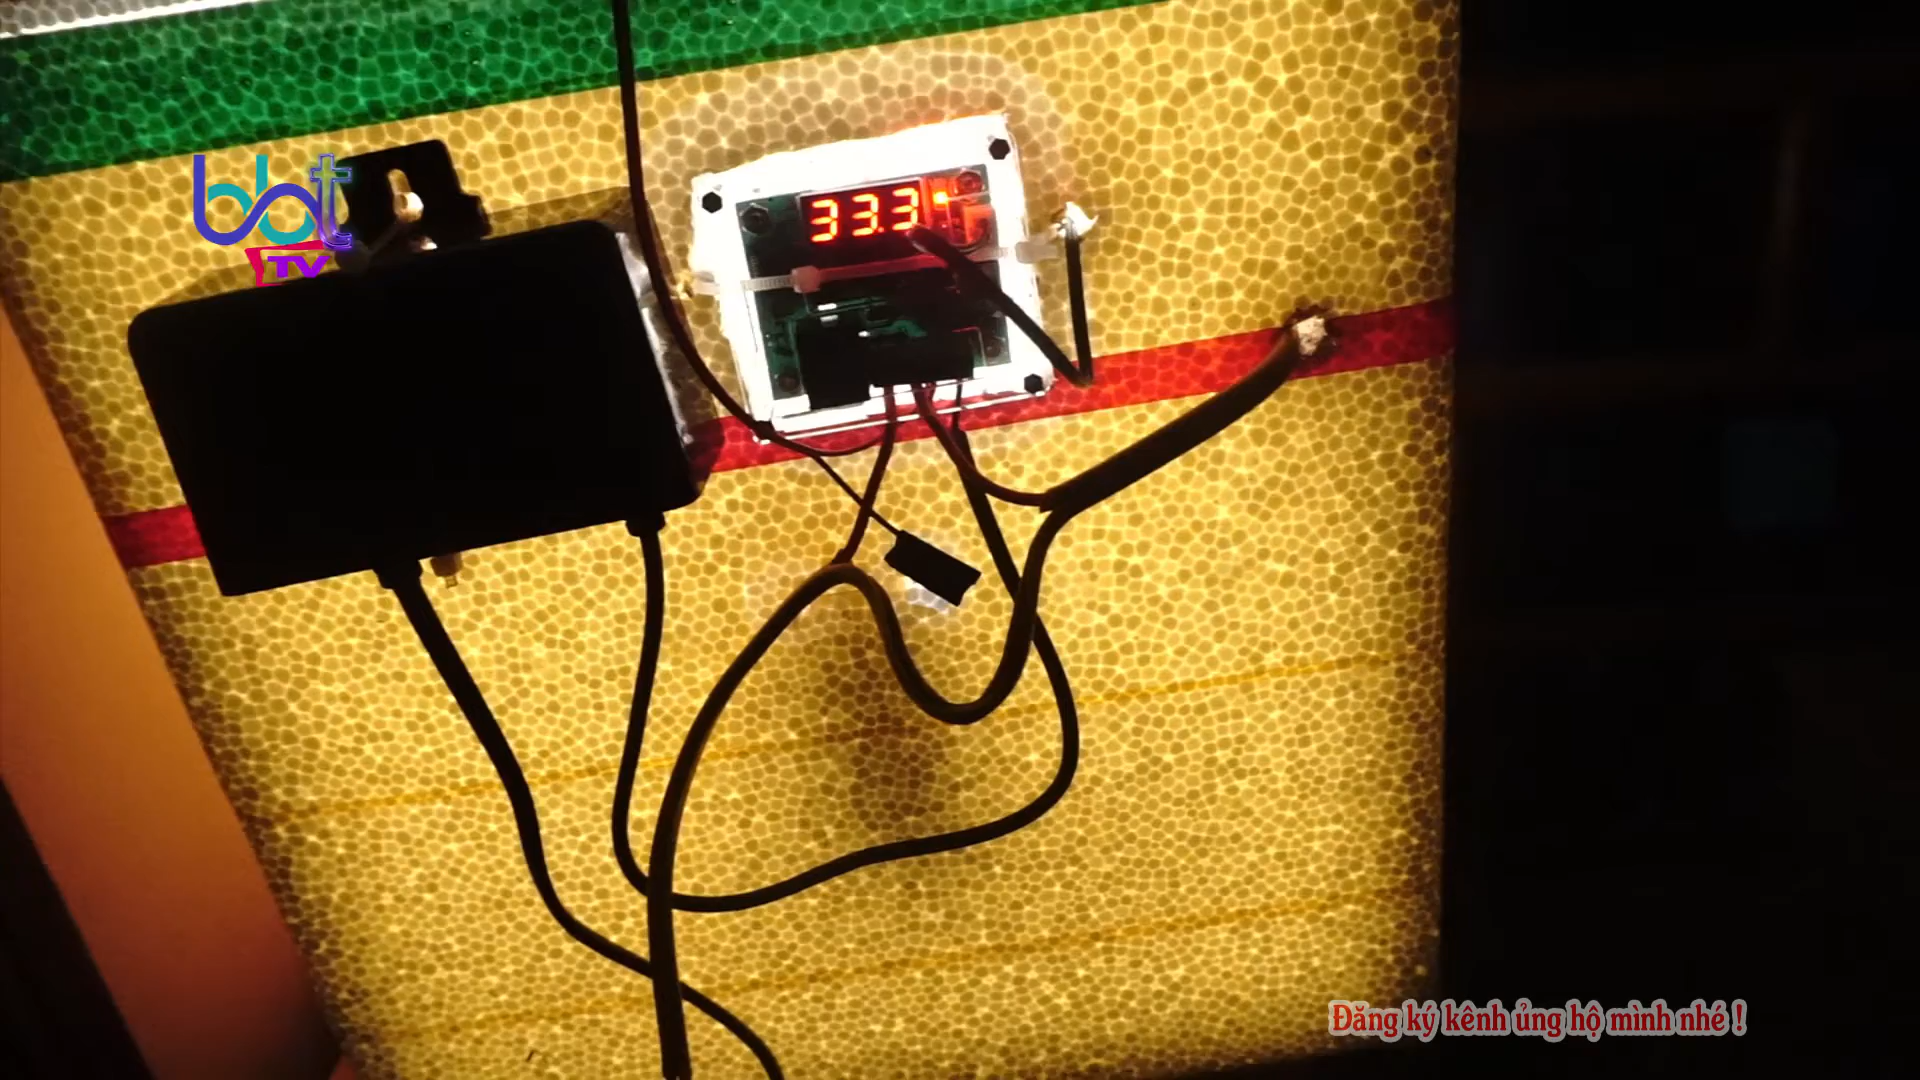 bbt
TV
33.3
Đăng ký kênh ủng hộ mình nhé !